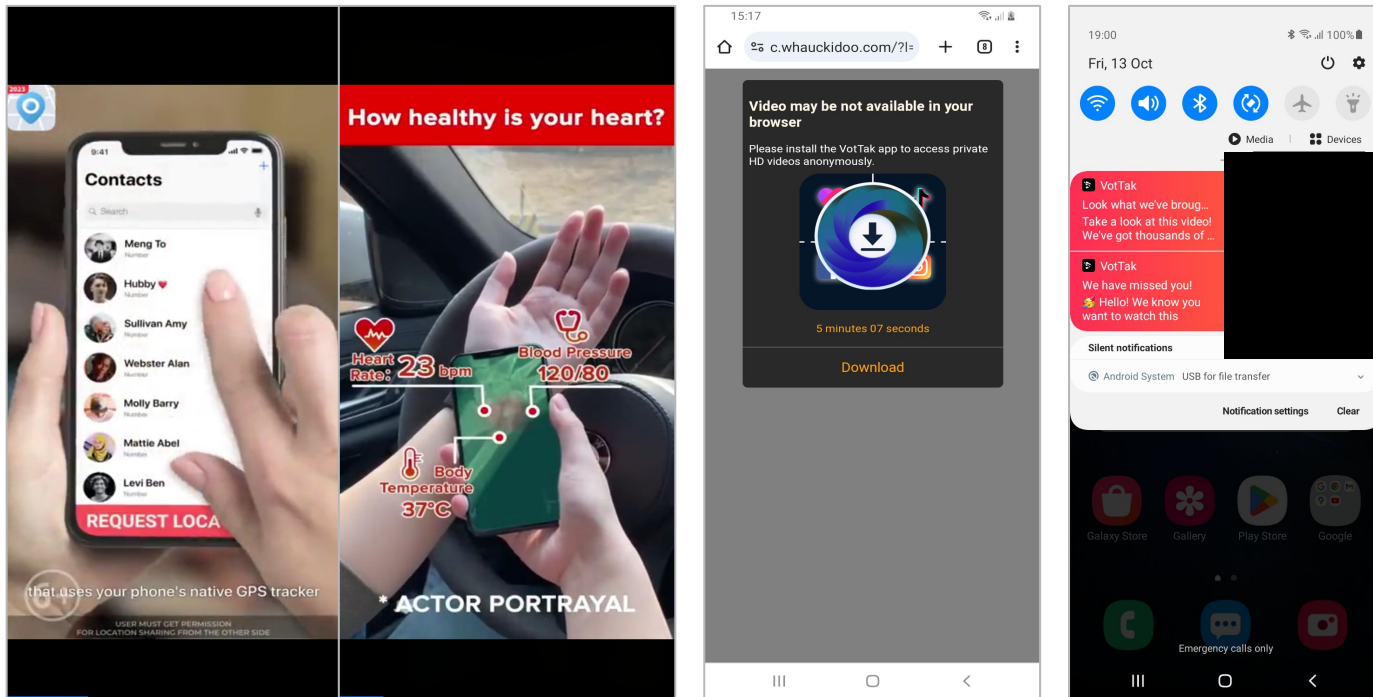 2023
9:41
Contacts
Search
Meng To
Number
Hubby ❤
Number
Sullivan Amy
Number
Webster Alan
Number
Molly Barry
Number
Mattie Abel
Number
Levi Ben
Number
REQUEST LOCA
that uses your phone's native GPS tracker
USER MUST GET PERMISSION
FOR LOCATION SHARING FROM THE OTHER SIDE
How healthy is your heart?
Heart
Rate: 23 bpm
Blood Pressure
120/80
Body
Temperature
37°C
* ACTOR PORTRAYAL
15:17
c.whauckidoo.com/?l=
8
Video may be not available in your
browser
Please install the VotTak app to access private
HD videos anonymously.
5 minutes 07 seconds
Download
19:00
100%
Fri, 13 Oct
Media
Devices
VotTak
Look what we've broug...
Take a look at this video!
We've got thousands of ...
VotTak
We have missed you!
🥳 Hello! We know you
want to watch this
Silent notifications
Android System USB for file transfer
Notification settings Clear
Galaxy Store
Gallery
Play Store
Google
Emergency calls only